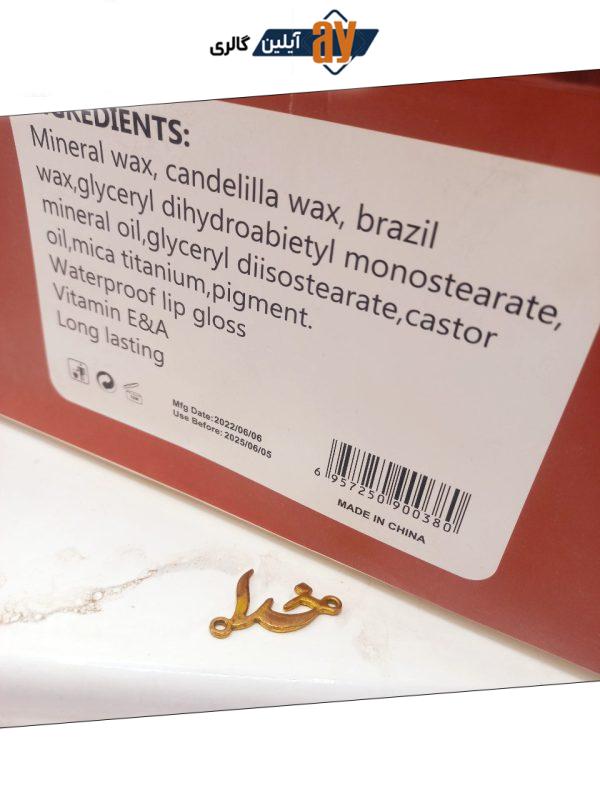 آیلین گالری
ay
INGREDIENTS:
Mineral wax, candelilla wax, brazil
wax,glyceryl dihydroabietyl monostearate,
mineral oil,glyceryl diisostearate,castor
oil,mica titanium,pigment.
Waterproof lip gloss
Vitamin E&A
Long lasting
Mfg Date:2022/06/06
Use Before:2025/06/05
6 957250 900380
MADE IN CHINA
خدا